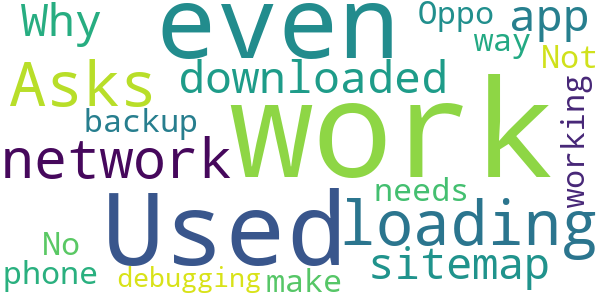 Why
even
Oppo
app
way
Not
Asks
downloaded
work
working
backup
network
Used
needs
loading
sitemap
No
phone
debugging
make